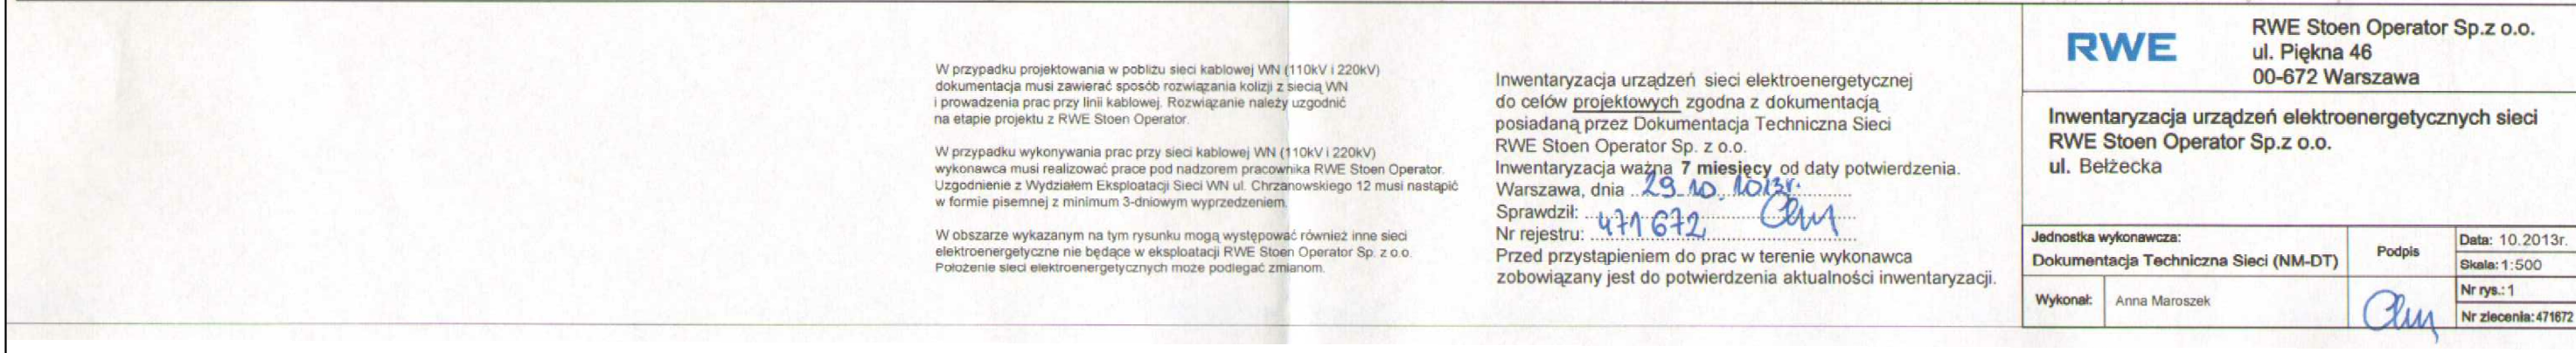 W przypadku projektowania w pobliżu sieci kablowej WN (110kV i 220kV)
dokumentacja musi zawierać sposób rozwiązania kolizji z siecią WN
i prowadzenia prac przy linii kablowej. Rozwiązanie należy uzgodnić
na etapie projektu z RWE Stoen Operator.
W przypadku wykonywania prac przy sieci kablowej WN (110kV i 220kV)
wykonawca musi realizować prace pod nadzorem pracownika RWE Stoen Operator.
Uzgodnienie z Wydziałem Eksploatacji Sieci WN ul. Chrzanowskiego 12 musi nastąpić
w formie pisemnej z minimum 3-dniowym wyprzedzeniem.
W obszarze wykazanym na tym rysunku mogą występować również inne sieci
elektroenergetyczne nie będące w eksploatacji RWE Stoen Operator Sp. z o.o.
Położenie sieci elektroenergetycznych może podlegać zmianom.
Inwentaryzacja urządzeń sieci elektroenergetycznej
do celów projektowych zgodna z dokumentacją
posiadaną przez Dokumentacja Techniczna Sieci
RWE Stoen Operator Sp. z o.o.
Inwentaryzacja ważna 7 miesięcy od daty potwierdzenia.
Warszawa, dnia 29.10.2013r.
Sprawdził:
Nr rejestru: 471672
Przed przystąpieniem do prac w terenie wykonawca
zobowiązany jest do potwierdzenia aktualności inwentaryzacji.
RWE
RWE Stoen Operator Sp.z o.o.
ul. Piękna 46
00-672 Warszawa
Inwentaryzacja urządzeń elektroenergetycznych sieci
RWE Stoen Operator Sp.z o.o.
ul. Bełżecka
Jednostka wykonawcza:
Dokumentacja Techniczna Sieci (NM-DT)
Podpis
Data: 10.2013r.
Skala: 1:500
Wykonał: Anna Maroszek
Nr rys.: 1
Nr zlecenia: 471672